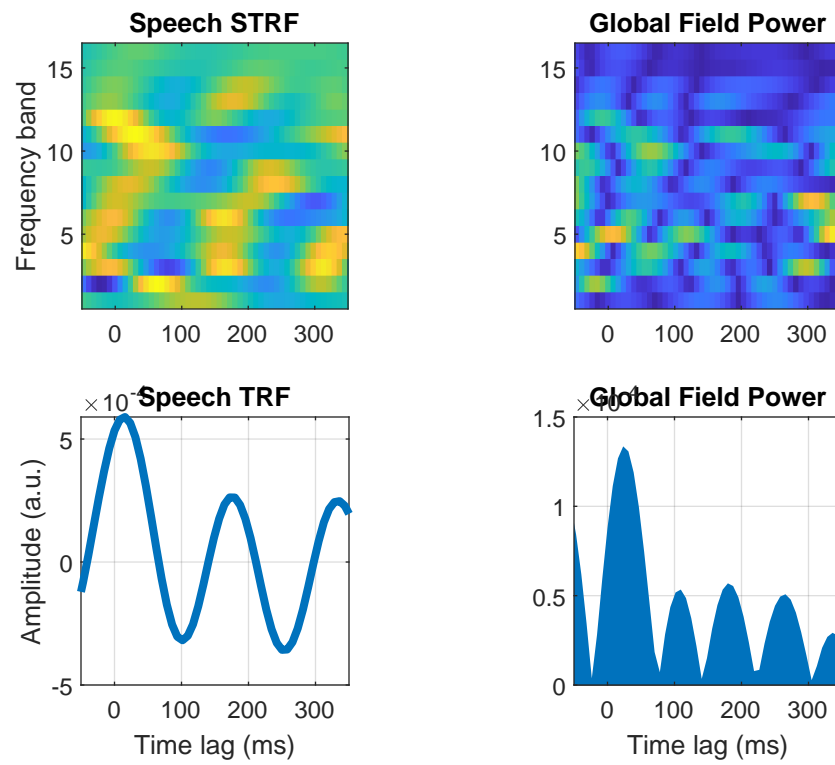 Speech STRF
Global Field Power
Frequency band
15
10
5
0 100 200 300
0 100 200 300
× 10⁻⁴
Speech TRF
Global Field Power
Amplitude (a.u.)
5
0
-5
1.5
1
0.5
0
0 100 200 300
0 100 200 300
Time lag (ms)
Time lag (ms)